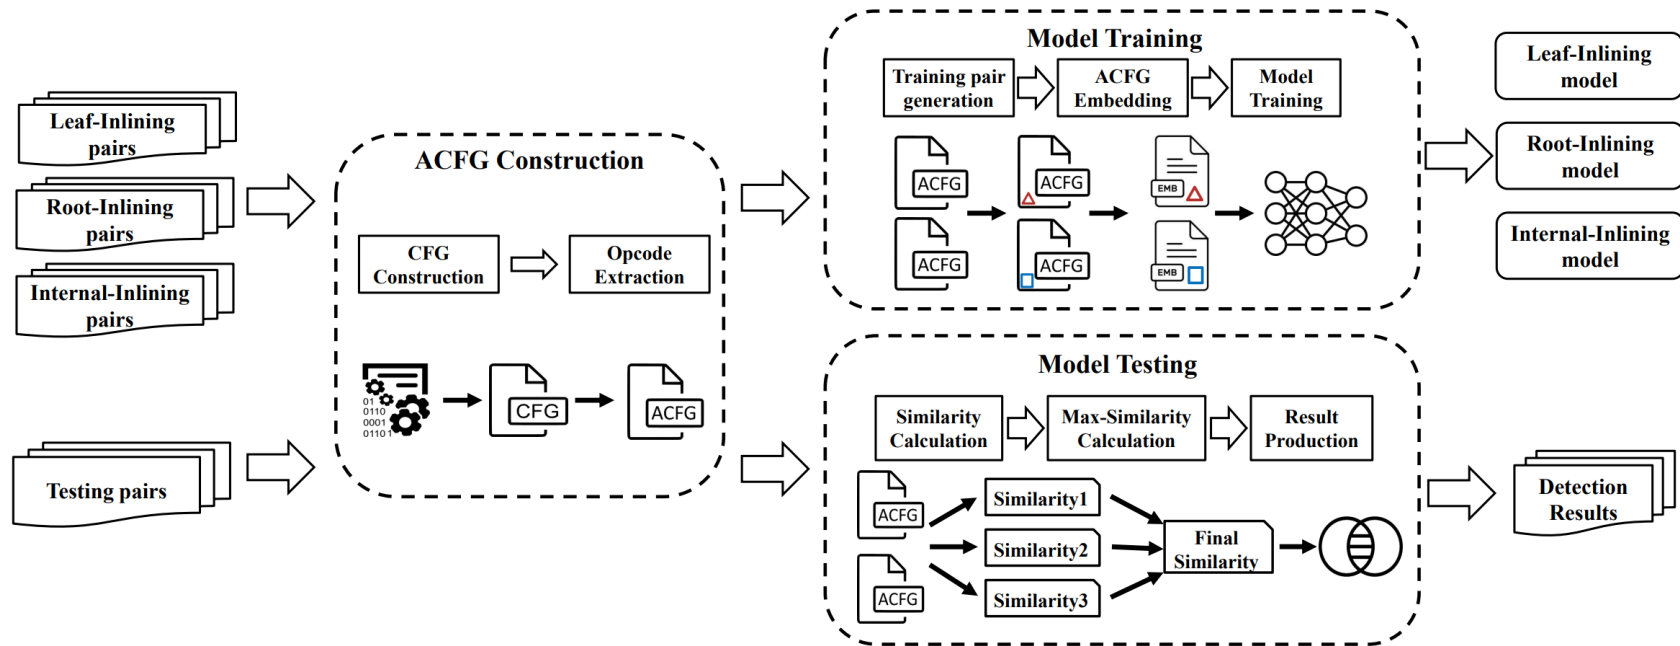 Leaf-Inlining
pairs
Root-Inlining
pairs
Internal-Inlining
pairs
Testing pairs
ACFG Construction
CFG
Construction
Opcode
Extraction
01
0110
0001
01101
CFG
ACFG
Model Training
Training pair
generation
ACFG
Embedding
Model
Training
ACFG
ACFG
ACFG
ACFG
EMB
EMB
Model Testing
Similarity
Calculation
Max-Similarity
Calculation
Result
Production
ACFG
ACFG
Similarity1
Similarity2
Similarity3
Final
Similarity
Leaf-Inlining
model
Root-Inlining
model
Internal-Inlining
model
Detection
Results